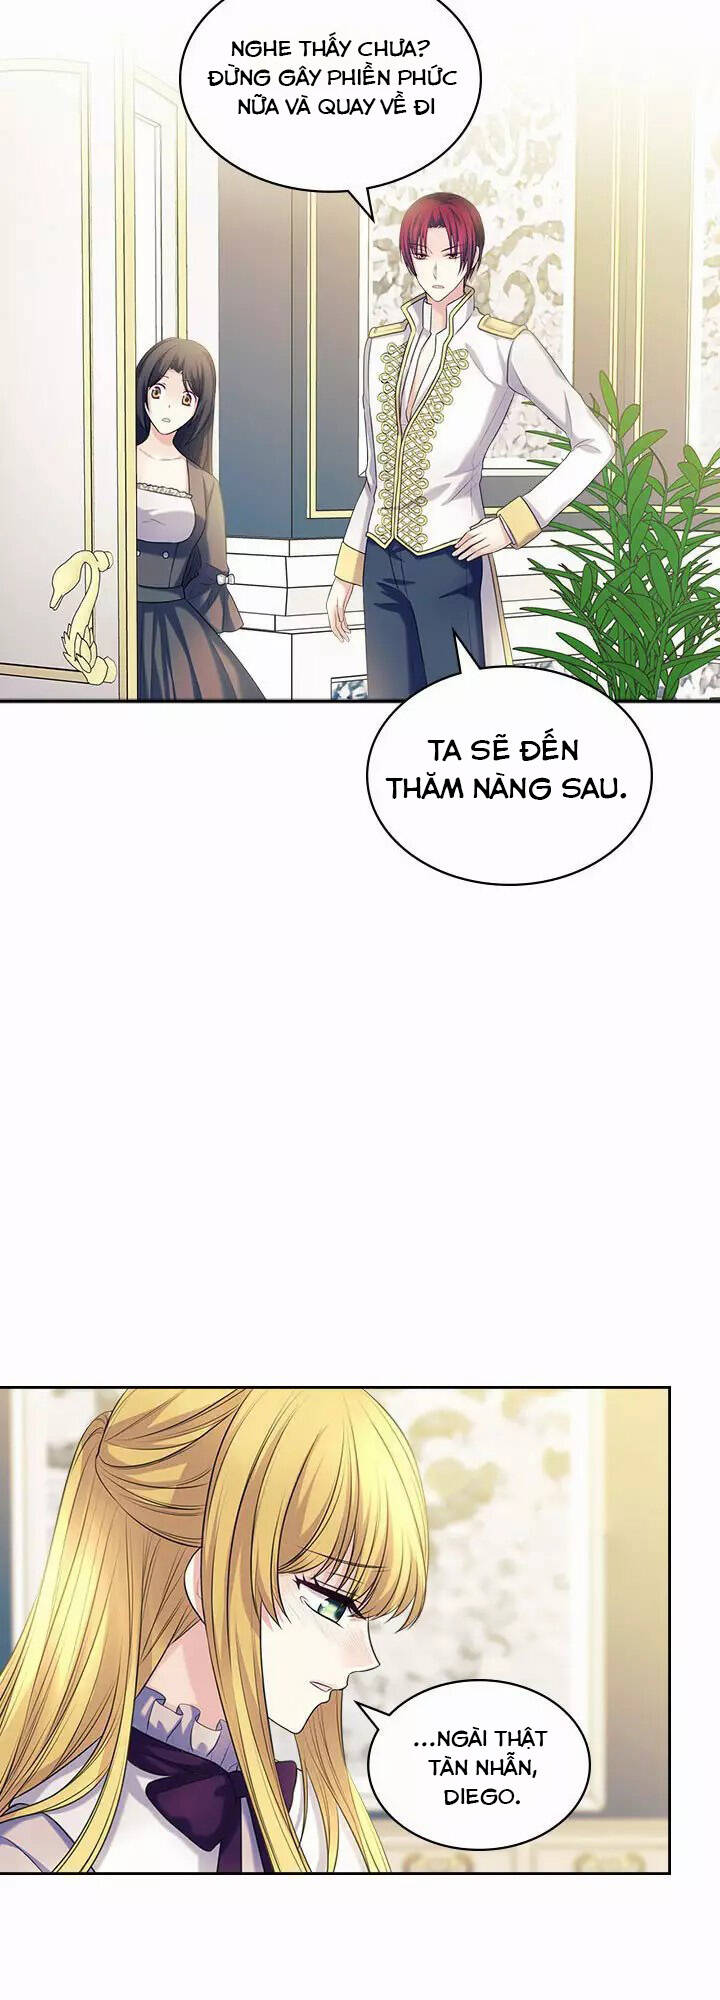 NGHE THẤY CHƯA?
ĐỪNG GÂY PHIỀN PHỨC
NỮA VÀ QUAY VỀ ĐI
TA SẼ ĐẾN
THĂM NÀNG SAU.
...NGÀI THẬT
TÀN NHẪN,
DIEGO.